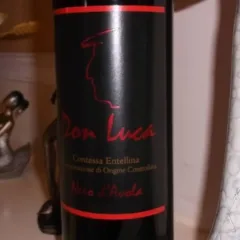 Don Luca
Contessa Entellina
Denominazione di Origine Controllata
Nero d'Avola